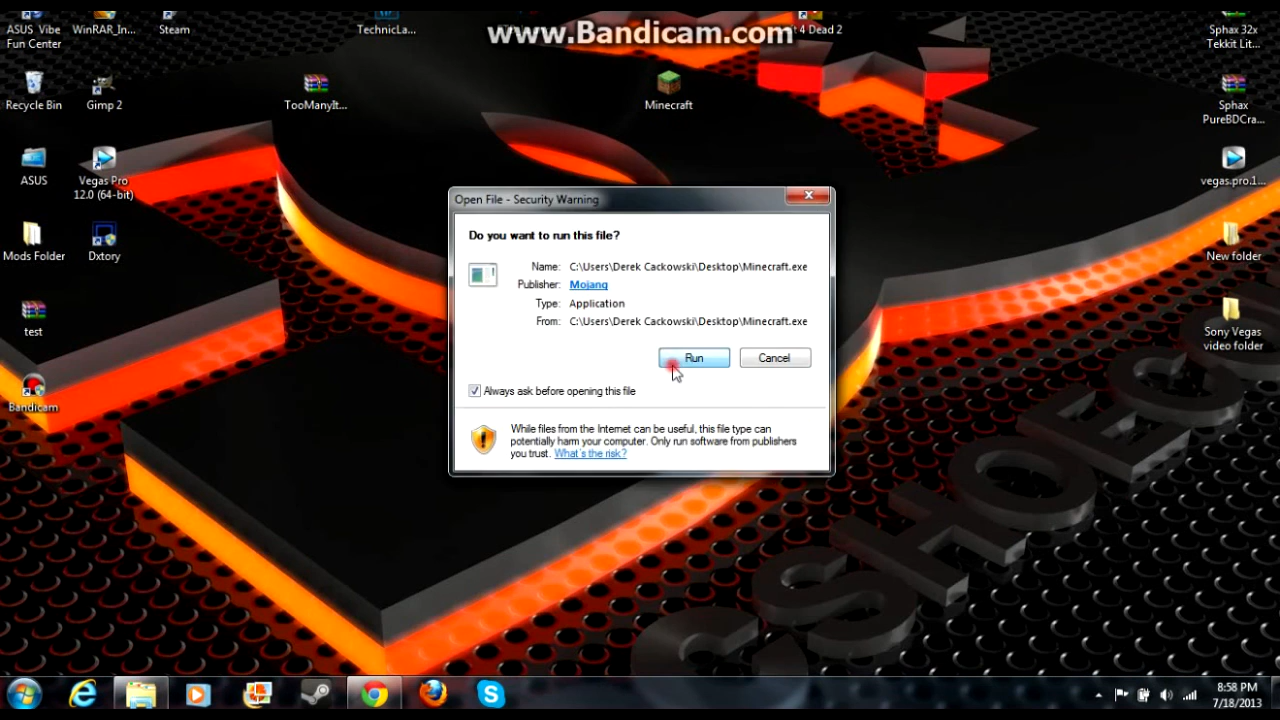 www.Bandicam.com
ASUS Vibe
Fun Center
WinRAR_In...
Steam
TechnicLa...
4 Dead 2
Sphax 32x
Tekkit Lit...
Recycle Bin
Gimp 2
TooManyIt...
Minecraft
Sphax
PureBDCra...
ASUS
Vegas Pro
12.0 (64-bit)
vegas.pro.1...
Mods Folder
Dxtory
New folder
test
Sony Vegas
video folder
Bandicam
Open File - Security Warning
Do you want to run this file?
Name: C:\Users\Derek Cackowski\Desktop\Minecraft.exe
Publisher: Mojang
Type: Application
From: C:\Users\Derek Cackowski\Desktop\Minecraft.exe
Run
Cancel
Always ask before opening this file
While files from the Internet can be useful, this file type can
potentially harm your computer. Only run software from publishers
you trust. What's the risk?
CSHOEC
8:58 PM
7/18/2013